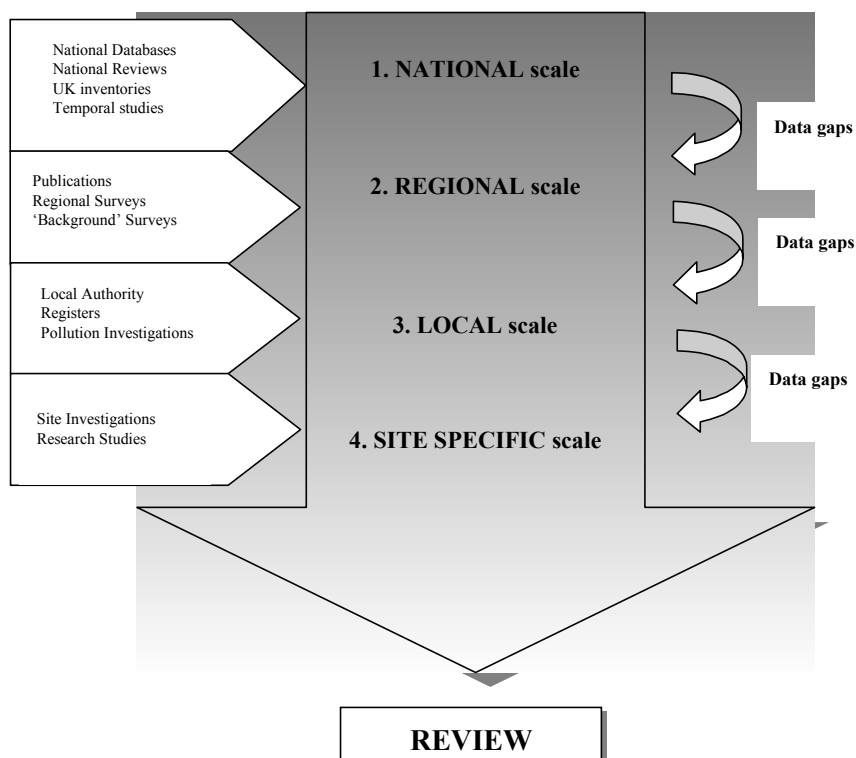 National Databases
National Reviews
UK inventories
Temporal studies
1. NATIONAL scale
Data gaps
Publications
Regional Surveys
‘Background’ Surveys
2. REGIONAL scale
Data gaps
Local Authority
Registers
Pollution Investigations
3. LOCAL scale
Data gaps
Site Investigations
Research Studies
4. SITE SPECIFIC scale
REVIEW